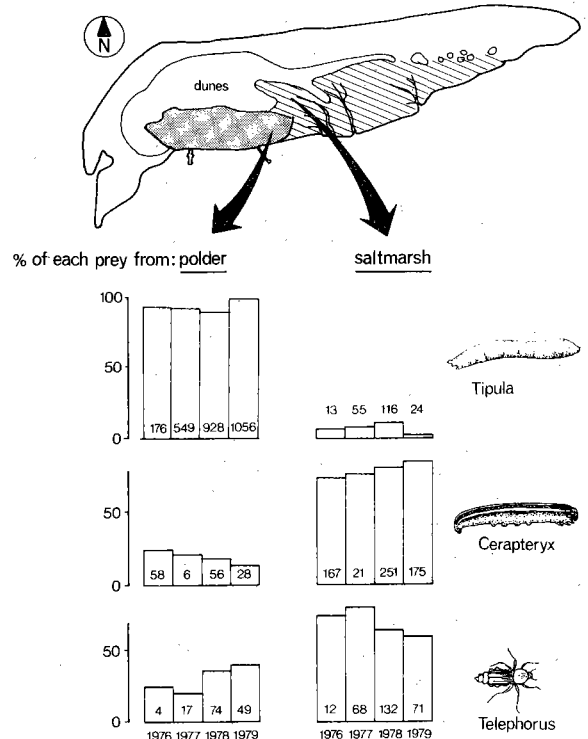 N
dunes
% of each prey from: polder saltmarsh
100
50
0
176 549 928 1056
13 55 116 24
Tipula
50
0
58 6 56 28
167 21 251 175
Cerapteryx
50
0
4 17 74 49
12 68 132 71
Telephorus
1976 1977 1978 1979 1976 1977 1978 1979